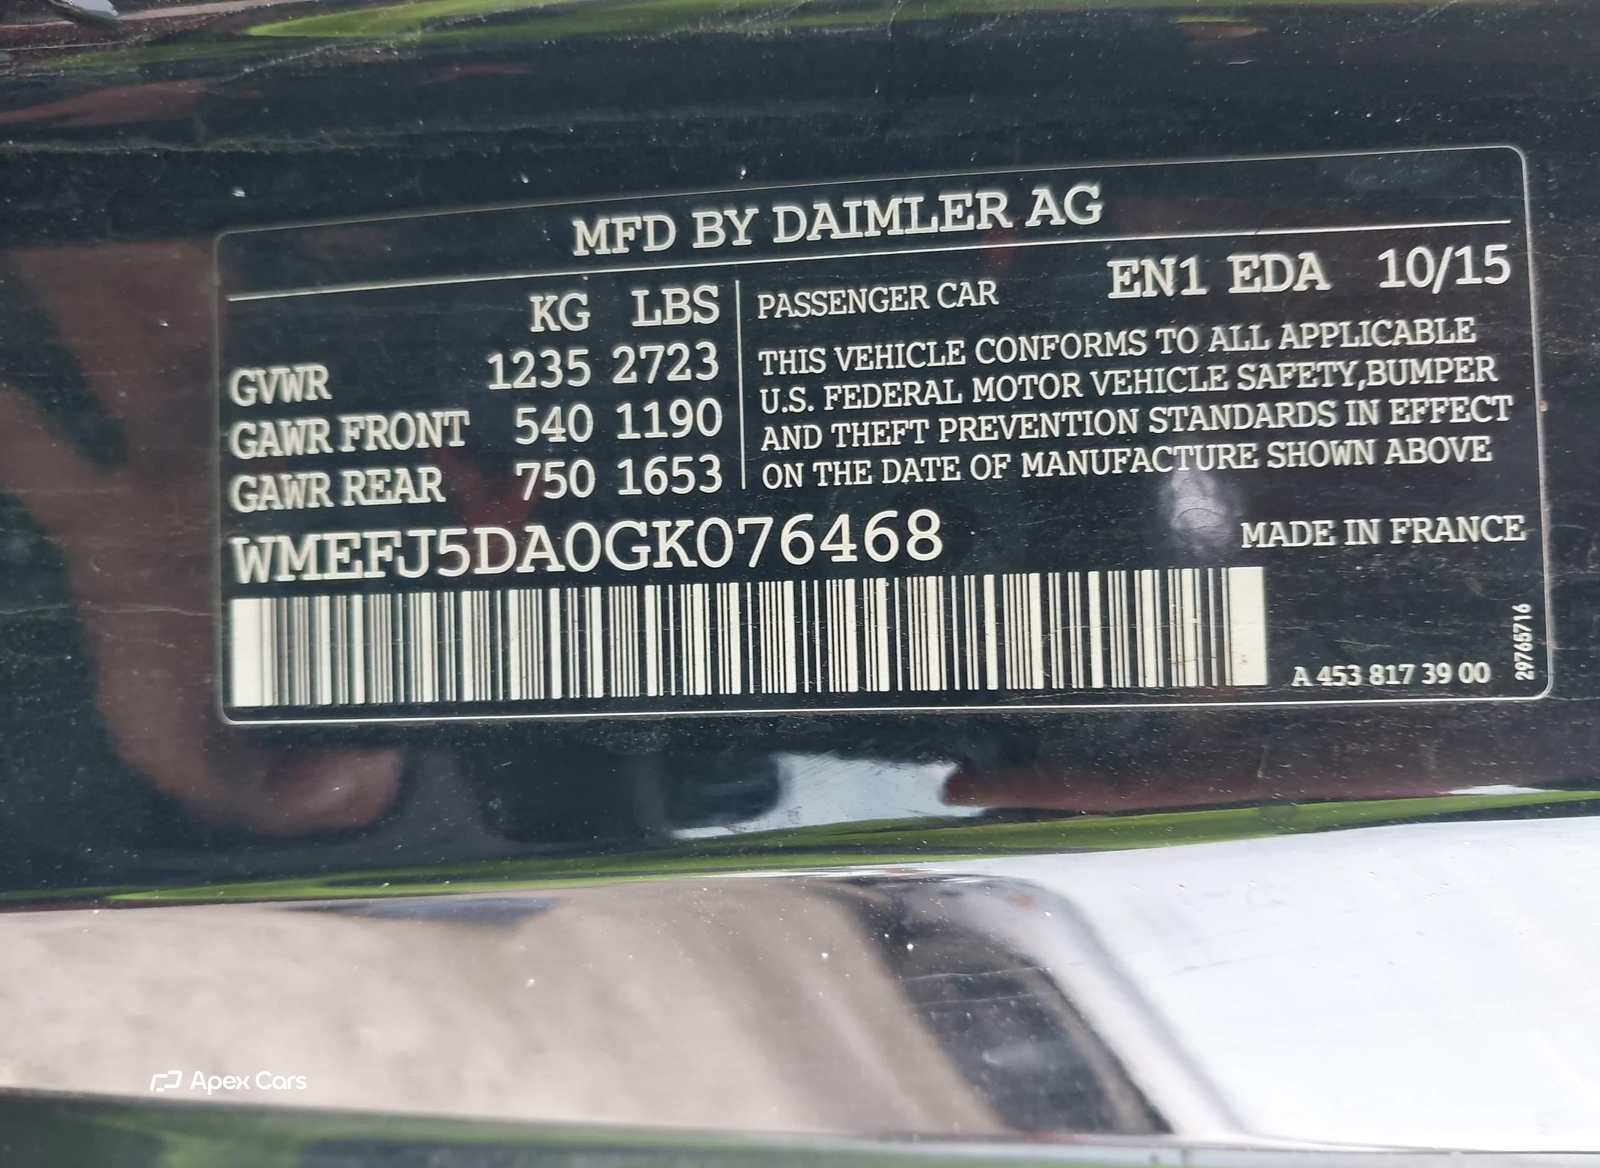 MFD BY DAIMLER AG
KG LBS
GVWR 1235 2723
GAWR FRONT 540 1190
GAWR REAR 750 1653
PASSENGER CAR EN1 EDA 10/15
THIS VEHICLE CONFORMS TO ALL APPLICABLE
U.S. FEDERAL MOTOR VEHICLE SAFETY,BUMPER
AND THEFT PREVENTION STANDARDS IN EFFECT
ON THE DATE OF MANUFACTURE SHOWN ABOVE
WMEFJ5DA0GK076468
MADE IN FRANCE
A 453 817 39 00
29765716
Apex Cars